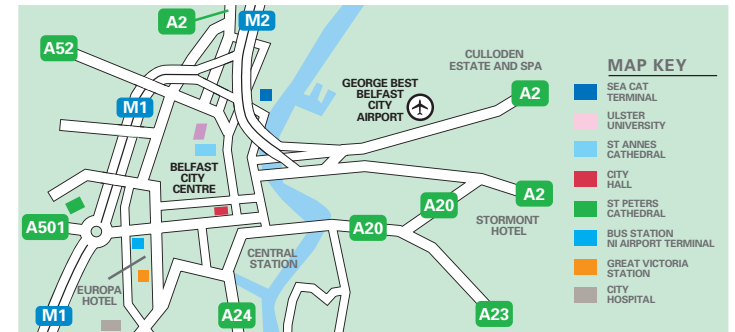 A2
M2
A52
CULLODEN
ESTATE AND SPA
GEORGE BEST
BELFAST
CITY
AIRPORT
A2
M1
BELFAST
CITY
CENTRE
A2
A20
A501
A20
STORMONT
HOTEL
CENTRAL
STATION
EUROPA
HOTEL
M1
A24
A23
MAP KEY
SEA CAT
TERMINAL
ULSTER
UNIVERSITY
ST ANNES
CATHEDRAL
CITY
HALL
ST PETERS
CATHEDRAL
BUS STATION
NI AIRPORT TERMINAL
GREAT VICTORIA
STATION
CITY
HOSPITAL